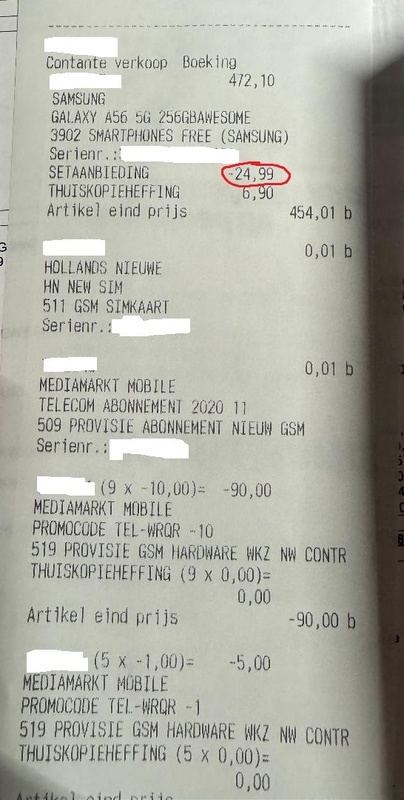 Contante verkoop Boeking
472,10
SAMSUNG
GALAXY A56 5G 256GBAWESOME
3902 SMARTPHONES FREE (SAMSUNG)
Serienr.:
SETAANBIEDING -24,99
THUISKOPIEHEFFING 6,90
Artikel eind prijs 454,01 b
0,01 b
HOLLANDS NIEUWE
HN NEW SIM
511 GSM SIMKAART
Serienr.:
0,01 b
MEDIAMARKT MOBILE
TELECOM ABONNEMENT 2020 11
509 PROVISIE ABONNEMENT NIEUW GSM
Serienr.:
(9 x -10,00)= -90,00
MEDIAMARKT MOBILE
PROMOCODE TEL-WRQR -10
519 PROVISIE GSM HARDWARE WKZ NW CONTR
THUISKOPIEHEFFING (9 x 0,00)=
0,00
Artikel eind prijs -90,00 b
(5 x -1,00)= -5,00
MEDIAMARKT MOBILE
PROMOCODE TEL-WRQR -1
519 PROVISIE GSM HARDWARE WKZ NW CONTR
THUISKOPIEHEFFING (5 x 0,00)=
0,00
Artikel eind prijs